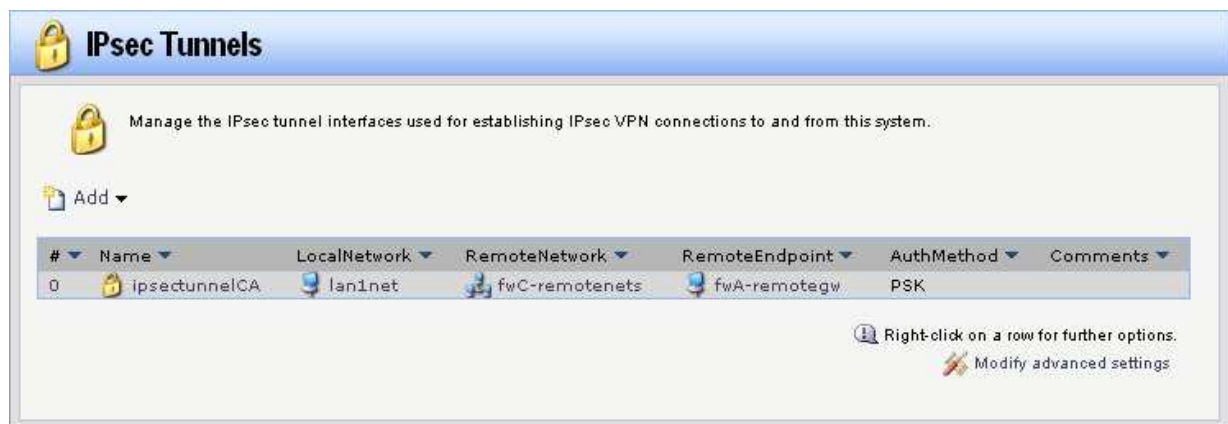 IPsec Tunnels
Manage the IPsec tunnel interfaces used for establishing IPsec VPN connections to and from this system.
Add
# Name LocalNetwork RemoteNetwork RemoteEndpoint AuthMethod Comments
0 ipsectunnelCA lan1net fwC-remotenets fwA-remotegw PSK
Right-click on a row for further options.
Modify advanced settings